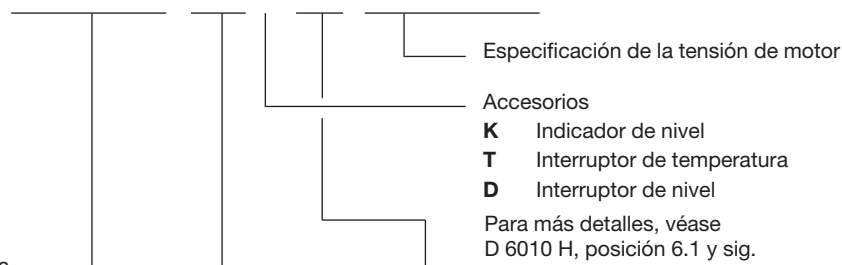 Especificación de la tensión de motor
Accesorios
K Indicador de nivel
T Interruptor de temperatura
D Interruptor de nivel
Para más detalles, véase
D 6010 H, posición 6.1 y sig.